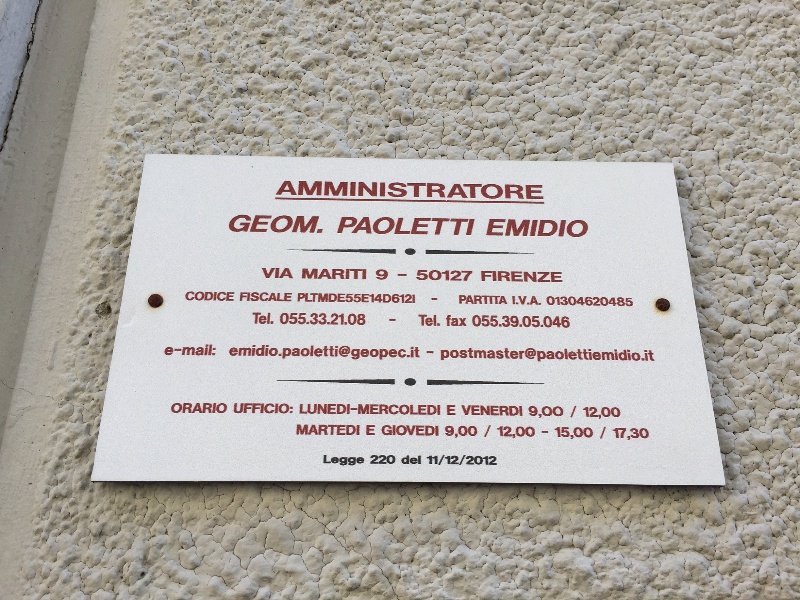 AMMINISTRATORE
GEOM. PAOLETTI EMIDIO
VIA MARITI 9 - 50127 FIRENZE
CODICE FISCALE PLTMDE55E14D612I - PARTITA I.V.A. 01304620485
Tel. 055.33.21.08 - Tel. fax 055.39.05.046
e-mail: emidio.paoletti@geopec.it - postmaster@paolettiemidio.it
ORARIO UFFICIO: LUNEDI-MERCOLEDI E VENERDI 9,00 / 12,00
MARTEDI E GIOVEDI 9,00 / 12,00 - 15,00 / 17,30
Legge 220 del 11/12/2012